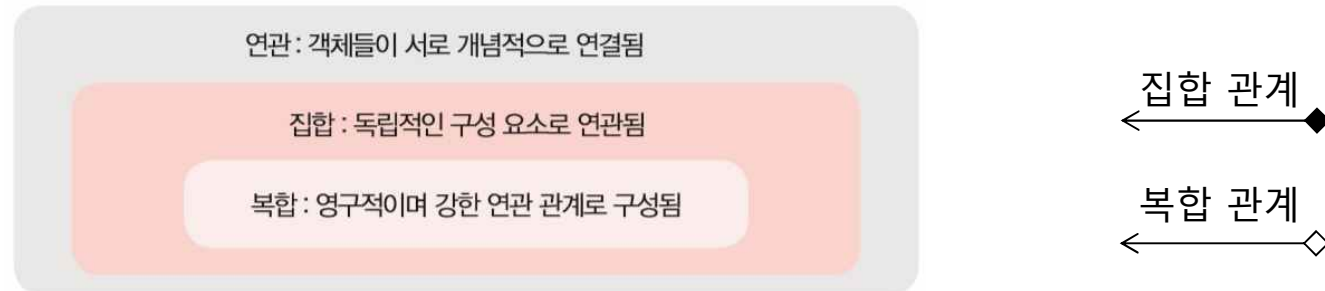 연관 : 객체들이 서로 개념적으로 연결됨
집합 : 독립적인 구성 요소로 연관됨
복합 : 영구적이며 강한 연관 관계로 구성됨
집합 관계
복합 관계